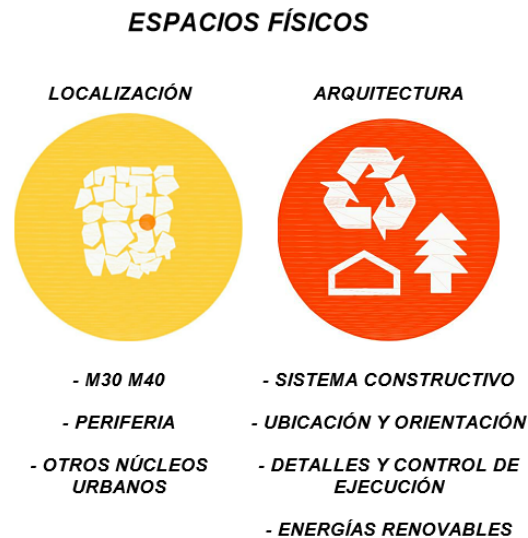 ESPACIOS FÍSICOS
LOCALIZACIÓN
- M30 M40
- PERIFERIA
- OTROS NÚCLEOS
URBANOS
ARQUITECTURA
- SISTEMA CONSTRUCTIVO
- UBICACIÓN Y ORIENTACIÓN
- DETALLES Y CONTROL DE
EJECUCIÓN
- ENERGÍAS RENOVABLES